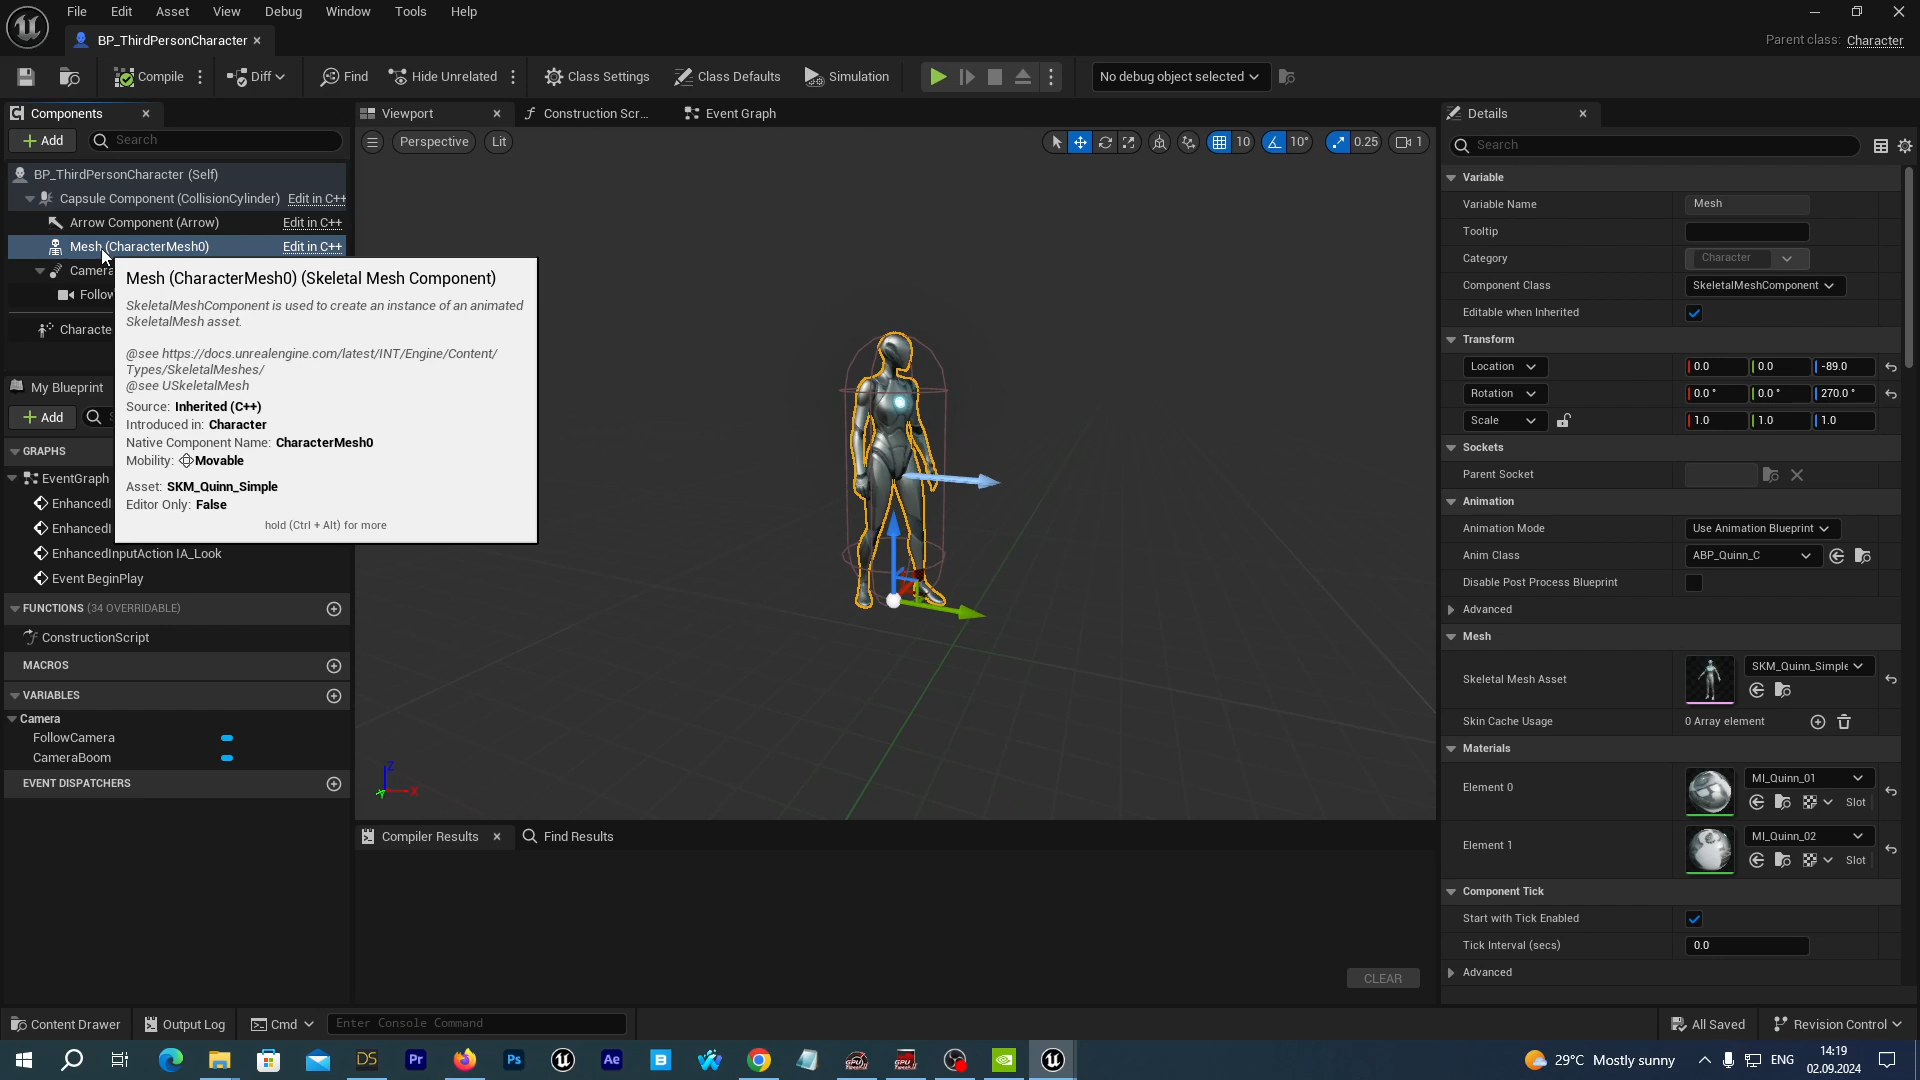 File Edit Asset View Debug Window Tools Help
BP_ThirdPersonCharacter
Parent class: Character
Compile Diff Find Hide Unrelated Class Settings Class Defaults Simulation No debug object selected
Components
Viewport Construction Scr... Event Graph
Details
Add Search
Perspective Lit 10 10° 0.25 1
Search
BP_ThirdPersonCharacter (Self)
Capsule Component (CollisionCylinder) Edit in C++
Arrow Component (Arrow) Edit in C++
Mesh (CharacterMesh0) Edit in C++
Camera
Follow
Characte
Mesh (CharacterMesh0) (Skeletal Mesh Component)
SkeletalMeshComponent is used to create an instance of an animated
SkeletalMesh asset.
@see https://docs.unrealengine.com/latest/INT/Engine/Content/
Types/SkeletalMeshes/
@see USkeletalMesh
Source: Inherited (C++)
Introduced in: Character
Native Component Name: CharacterMesh0
Mobility: Movable
Asset: SKM_Quinn_Simple
Editor Only: False
hold (Ctrl + Alt) for more
My Blueprint
Add
GRAPHS
EventGraph
EnhancedI
EnhancedI
EnhancedInputAction IA_Look
Event BeginPlay
FUNCTIONS (34 OVERRIDABLE)
ConstructionScript
MACROS
VARIABLES
Camera
FollowCamera
CameraBoom
EVENT DISPATCHERS
Z
X
Y
Compiler Results Find Results
CLEAR
Variable
Variable Name Mesh
Tooltip
Category Character
Component Class SkeletalMeshComponent
Editable when Inherited
Transform
Location 0.0 0.0 -89.0
Rotation 0.0 ° 0.0 ° 270.0 °
Scale 1.0 1.0 1.0
Sockets
Parent Socket
Animation
Animation Mode Use Animation Blueprint
Anim Class ABP_Quinn_C
Disable Post Process Blueprint
Advanced
Mesh
Skeletal Mesh Asset SKM_Quinn_Simple
Skin Cache Usage 0 Array element
Materials
Element 0 MI_Quinn_01
Slot
Element 1 MI_Quinn_02
Slot
Component Tick
Start with Tick Enabled
Tick Interval (secs) 0.0
Advanced
Content Drawer Output Log Cmd Enter Console Command All Saved Revision Control
DS Pr Ps Ae
29°C Mostly sunny ENG 14:19
02.09.2024